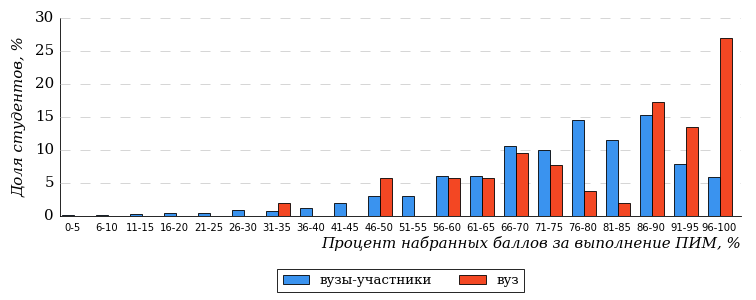 30
25
20
15
10
5
0
Доля студентов, %
0-5 6-10 11-15 16-20 21-25 26-30 31-35 36-40 41-45 46-50 51-55 56-60 61-65 66-70 71-75 76-80 81-85 86-90 91-95 96-100
Процент набранных баллов за выполнение ПИМ, %
вузы-участники вуз